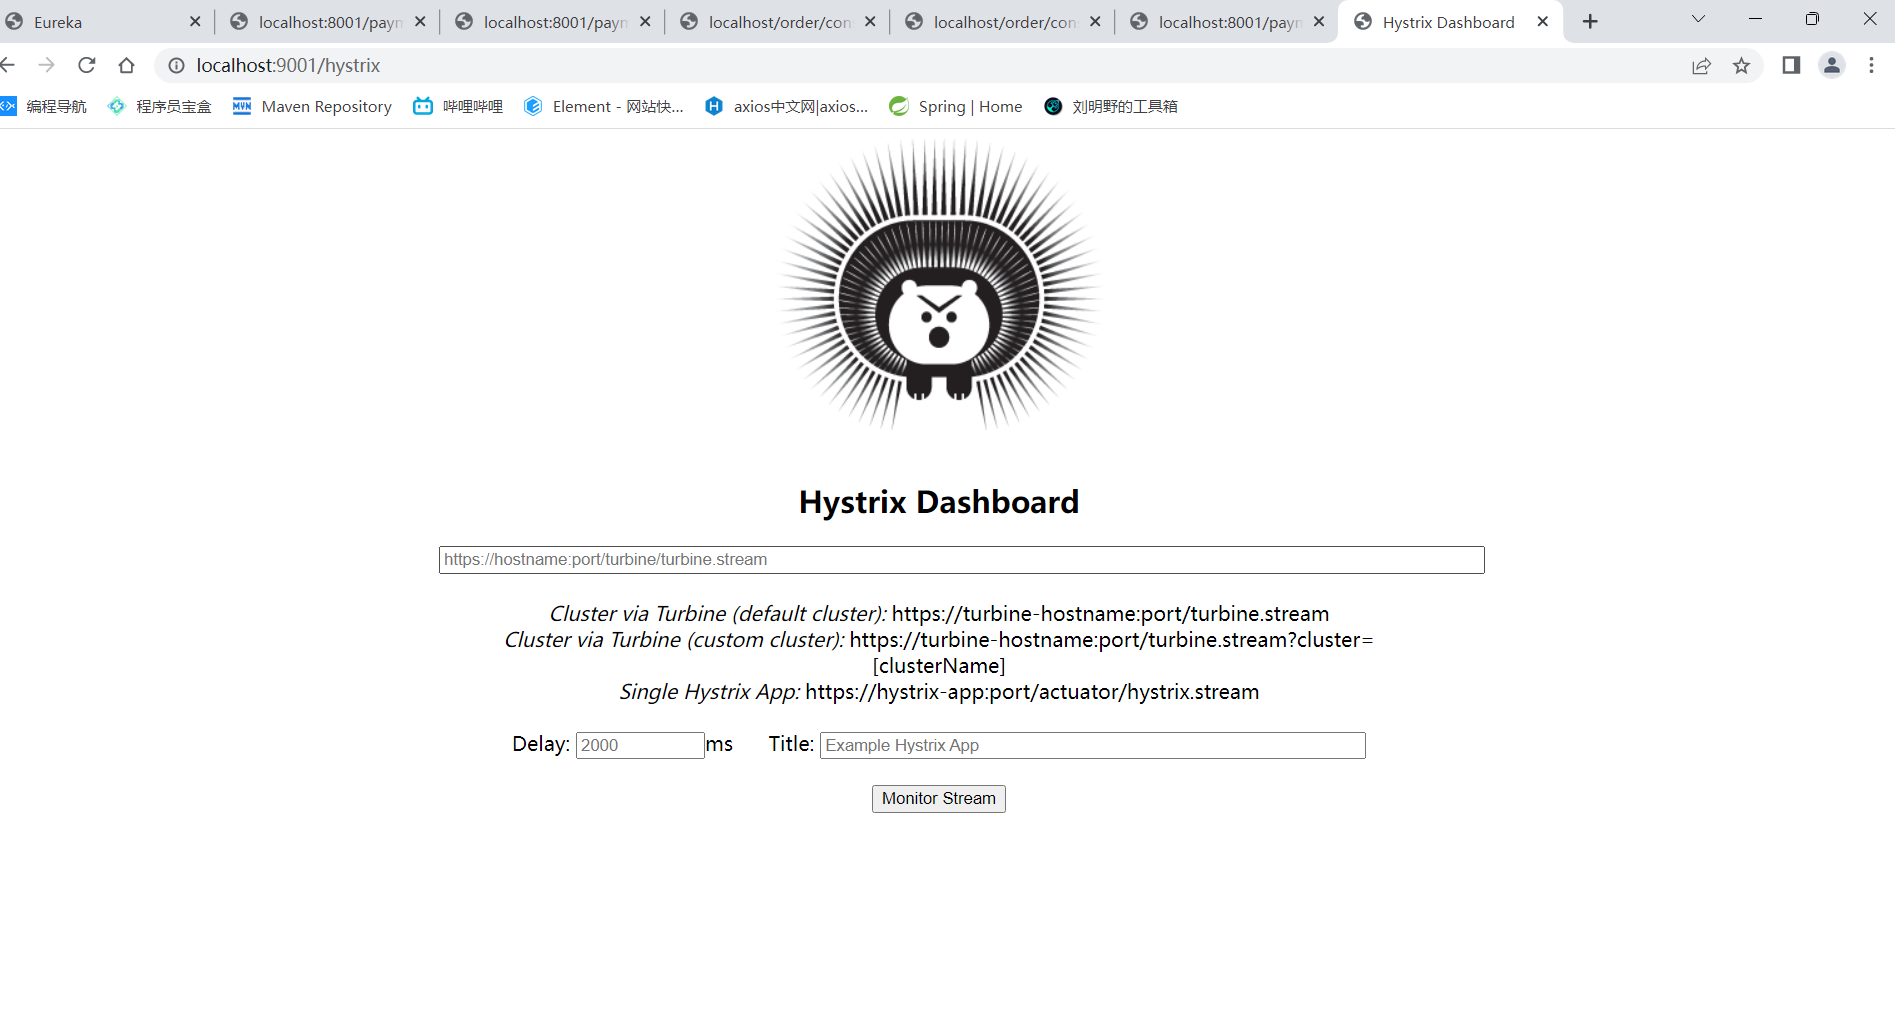 Eureka
localhost:8001/paym
localhost:8001/paym
localhost/order/con
localhost/order/con
localhost:8001/paym
Hystrix Dashboard
localhost:9001/hystrix
编程导航
程序员宝盒
MVN
Maven Repository
哔哩哔哩
Element - 网站快...
H
axios中文网|axios...
Spring | Home
刘明野的工具箱
Hystrix Dashboard
https://hostname:port/turbine/turbine.stream
Cluster via Turbine (default cluster): https://turbine-hostname:port/turbine.stream
Cluster via Turbine (custom cluster): https://turbine-hostname:port/turbine.stream?cluster=
[clusterName]
Single Hystrix App: https://hystrix-app:port/actuator/hystrix.stream
Delay: 2000 ms Title: Example Hystrix App
Monitor Stream